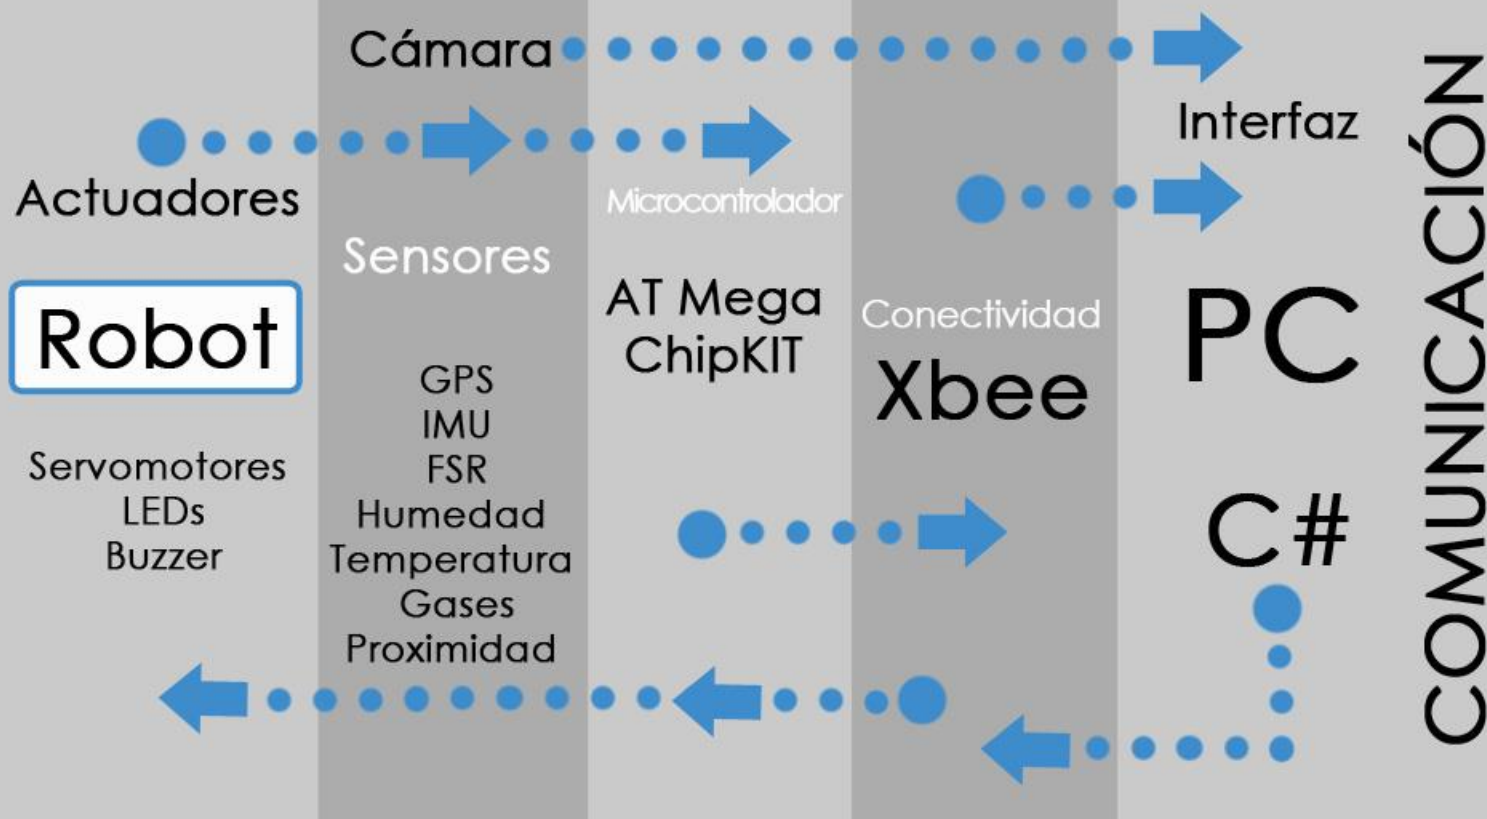 Cámara
Actuadores
Robot
Servomotores
LEDs
Buzzer
Sensores
GPS
IMU
FSR
Humedad
Temperatura
Gases
Proximidad
Microcontrolador
AT Mega
ChipKIT
Conectividad
Xbee
Interfaz
PC
C#
COMUNICACIÓN